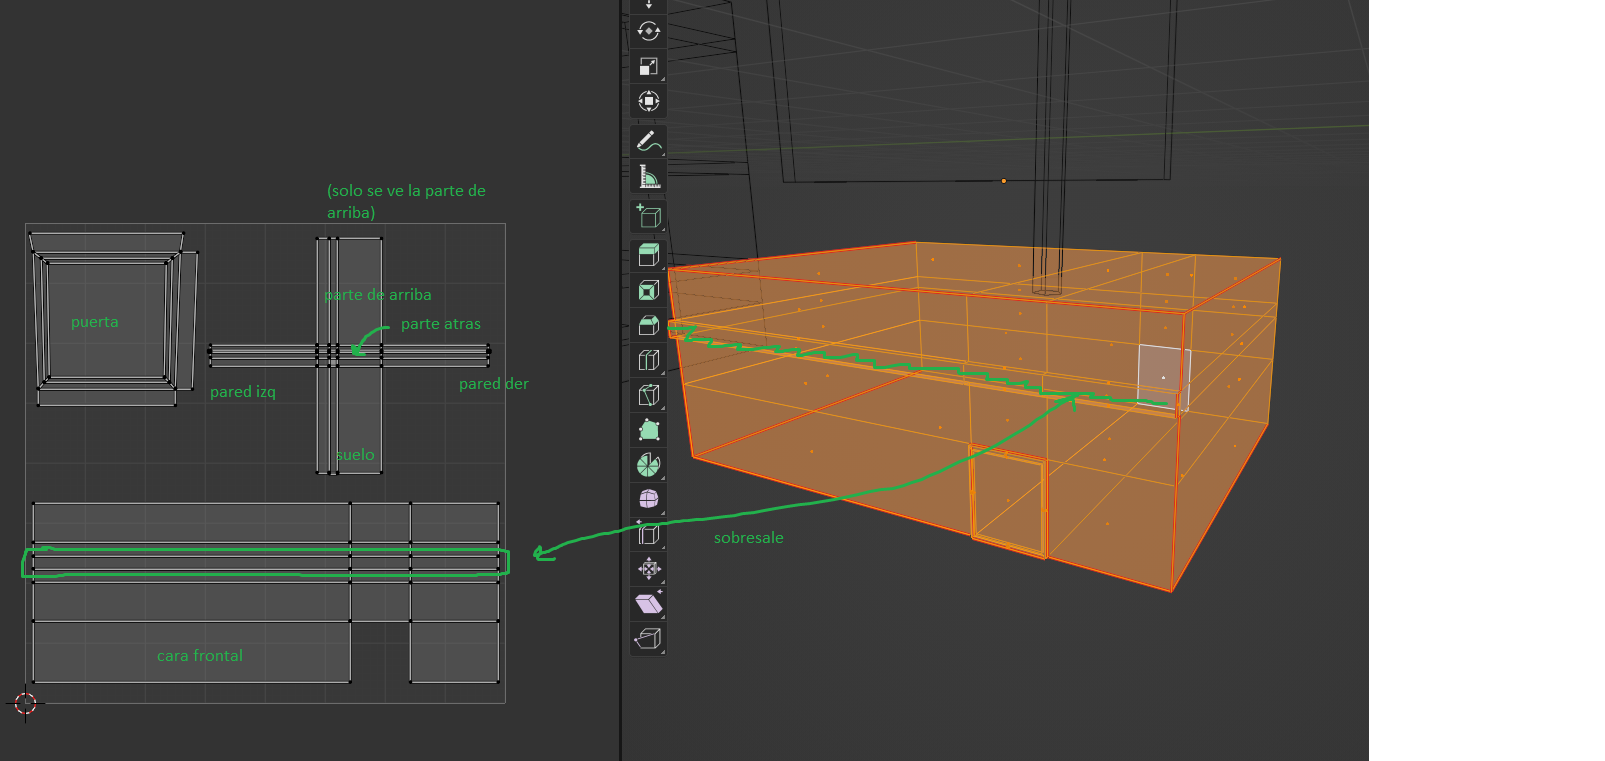 (solo se ve la parte de
arriba)
parte de arriba
puerta
parte atras
pared izq
pared der
suelo
sobresale
cara frontal